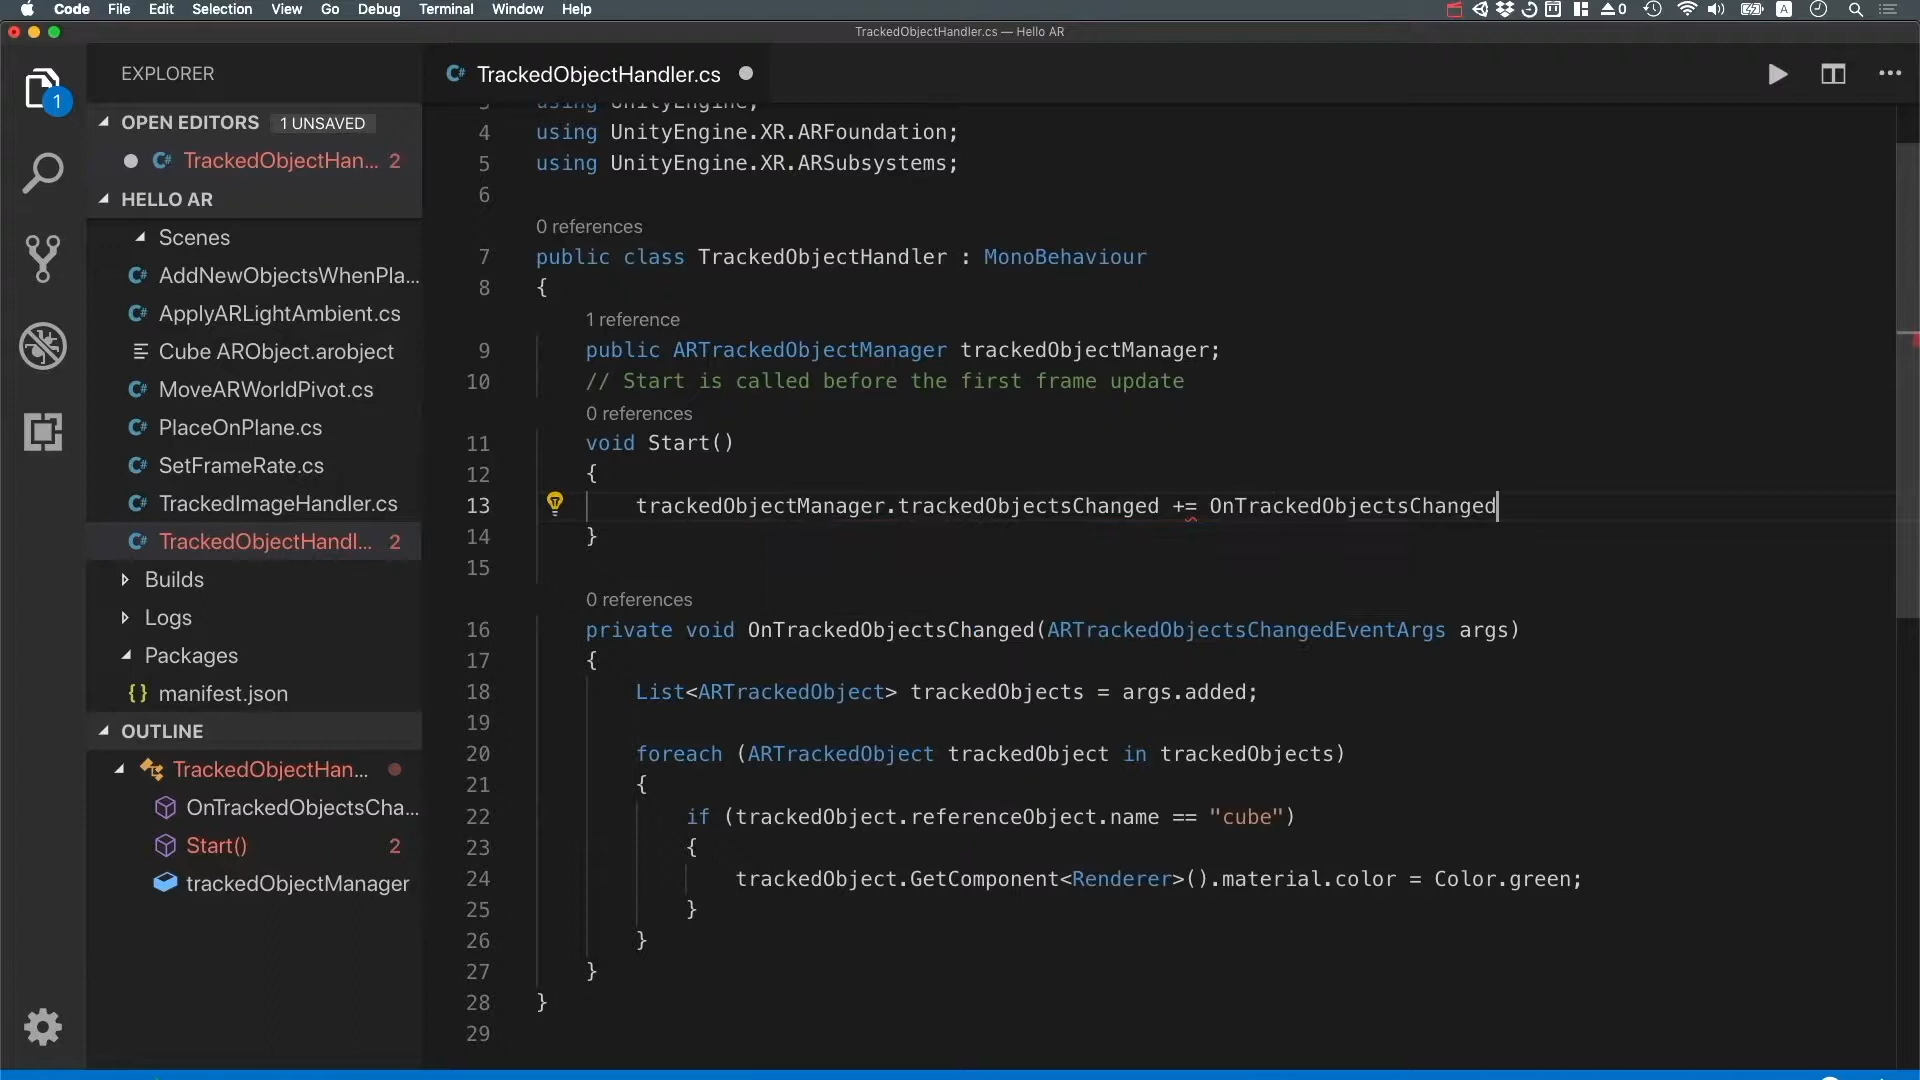 Code File Edit Selection View Go Debug Terminal Window Help
0
A
TrackedObjectHandler.cs — Hello AR
EXPLORER
1
OPEN EDITORS 1 UNSAVED
TrackedObjectHan... 2
HELLO AR
Scenes
AddNewObjectsWhenPla...
ApplyARLightAmbient.cs
Cube ARObject.arobject
MoveARWorldPivot.cs
PlaceOnPlane.cs
SetFrameRate.cs
TrackedImageHandler.cs
TrackedObjectHandl... 2
Builds
Logs
Packages
{} manifest.json
OUTLINE
TrackedObjectHan...
OnTrackedObjectsCha...
Start() 2
trackedObjectManager
TrackedObjectHandler.cs
3 using UnityEngine;
4 using UnityEngine.XR.ARFoundation;
5 using UnityEngine.XR.ARSubsystems;
6
0 references
7 public class TrackedObjectHandler : MonoBehaviour
8 {
1 reference
9 public ARTrackedObjectManager trackedObjectManager;
10 // Start is called before the first frame update
0 references
11 void Start()
12 {
13 trackedObjectManager.trackedObjectsChanged += OnTrackedObjectsChanged
14 }
15
0 references
16 private void OnTrackedObjectsChanged(ARTrackedObjectsChangedEventArgs args)
17 {
18 List<ARTrackedObject> trackedObjects = args.added;
19
20 foreach (ARTrackedObject trackedObject in trackedObjects)
21 {
22 if (trackedObject.referenceObject.name == "cube")
23 {
24 trackedObject.GetComponent<Renderer>().material.color = Color.green;
25 }
26 }
27 }
28 }
29